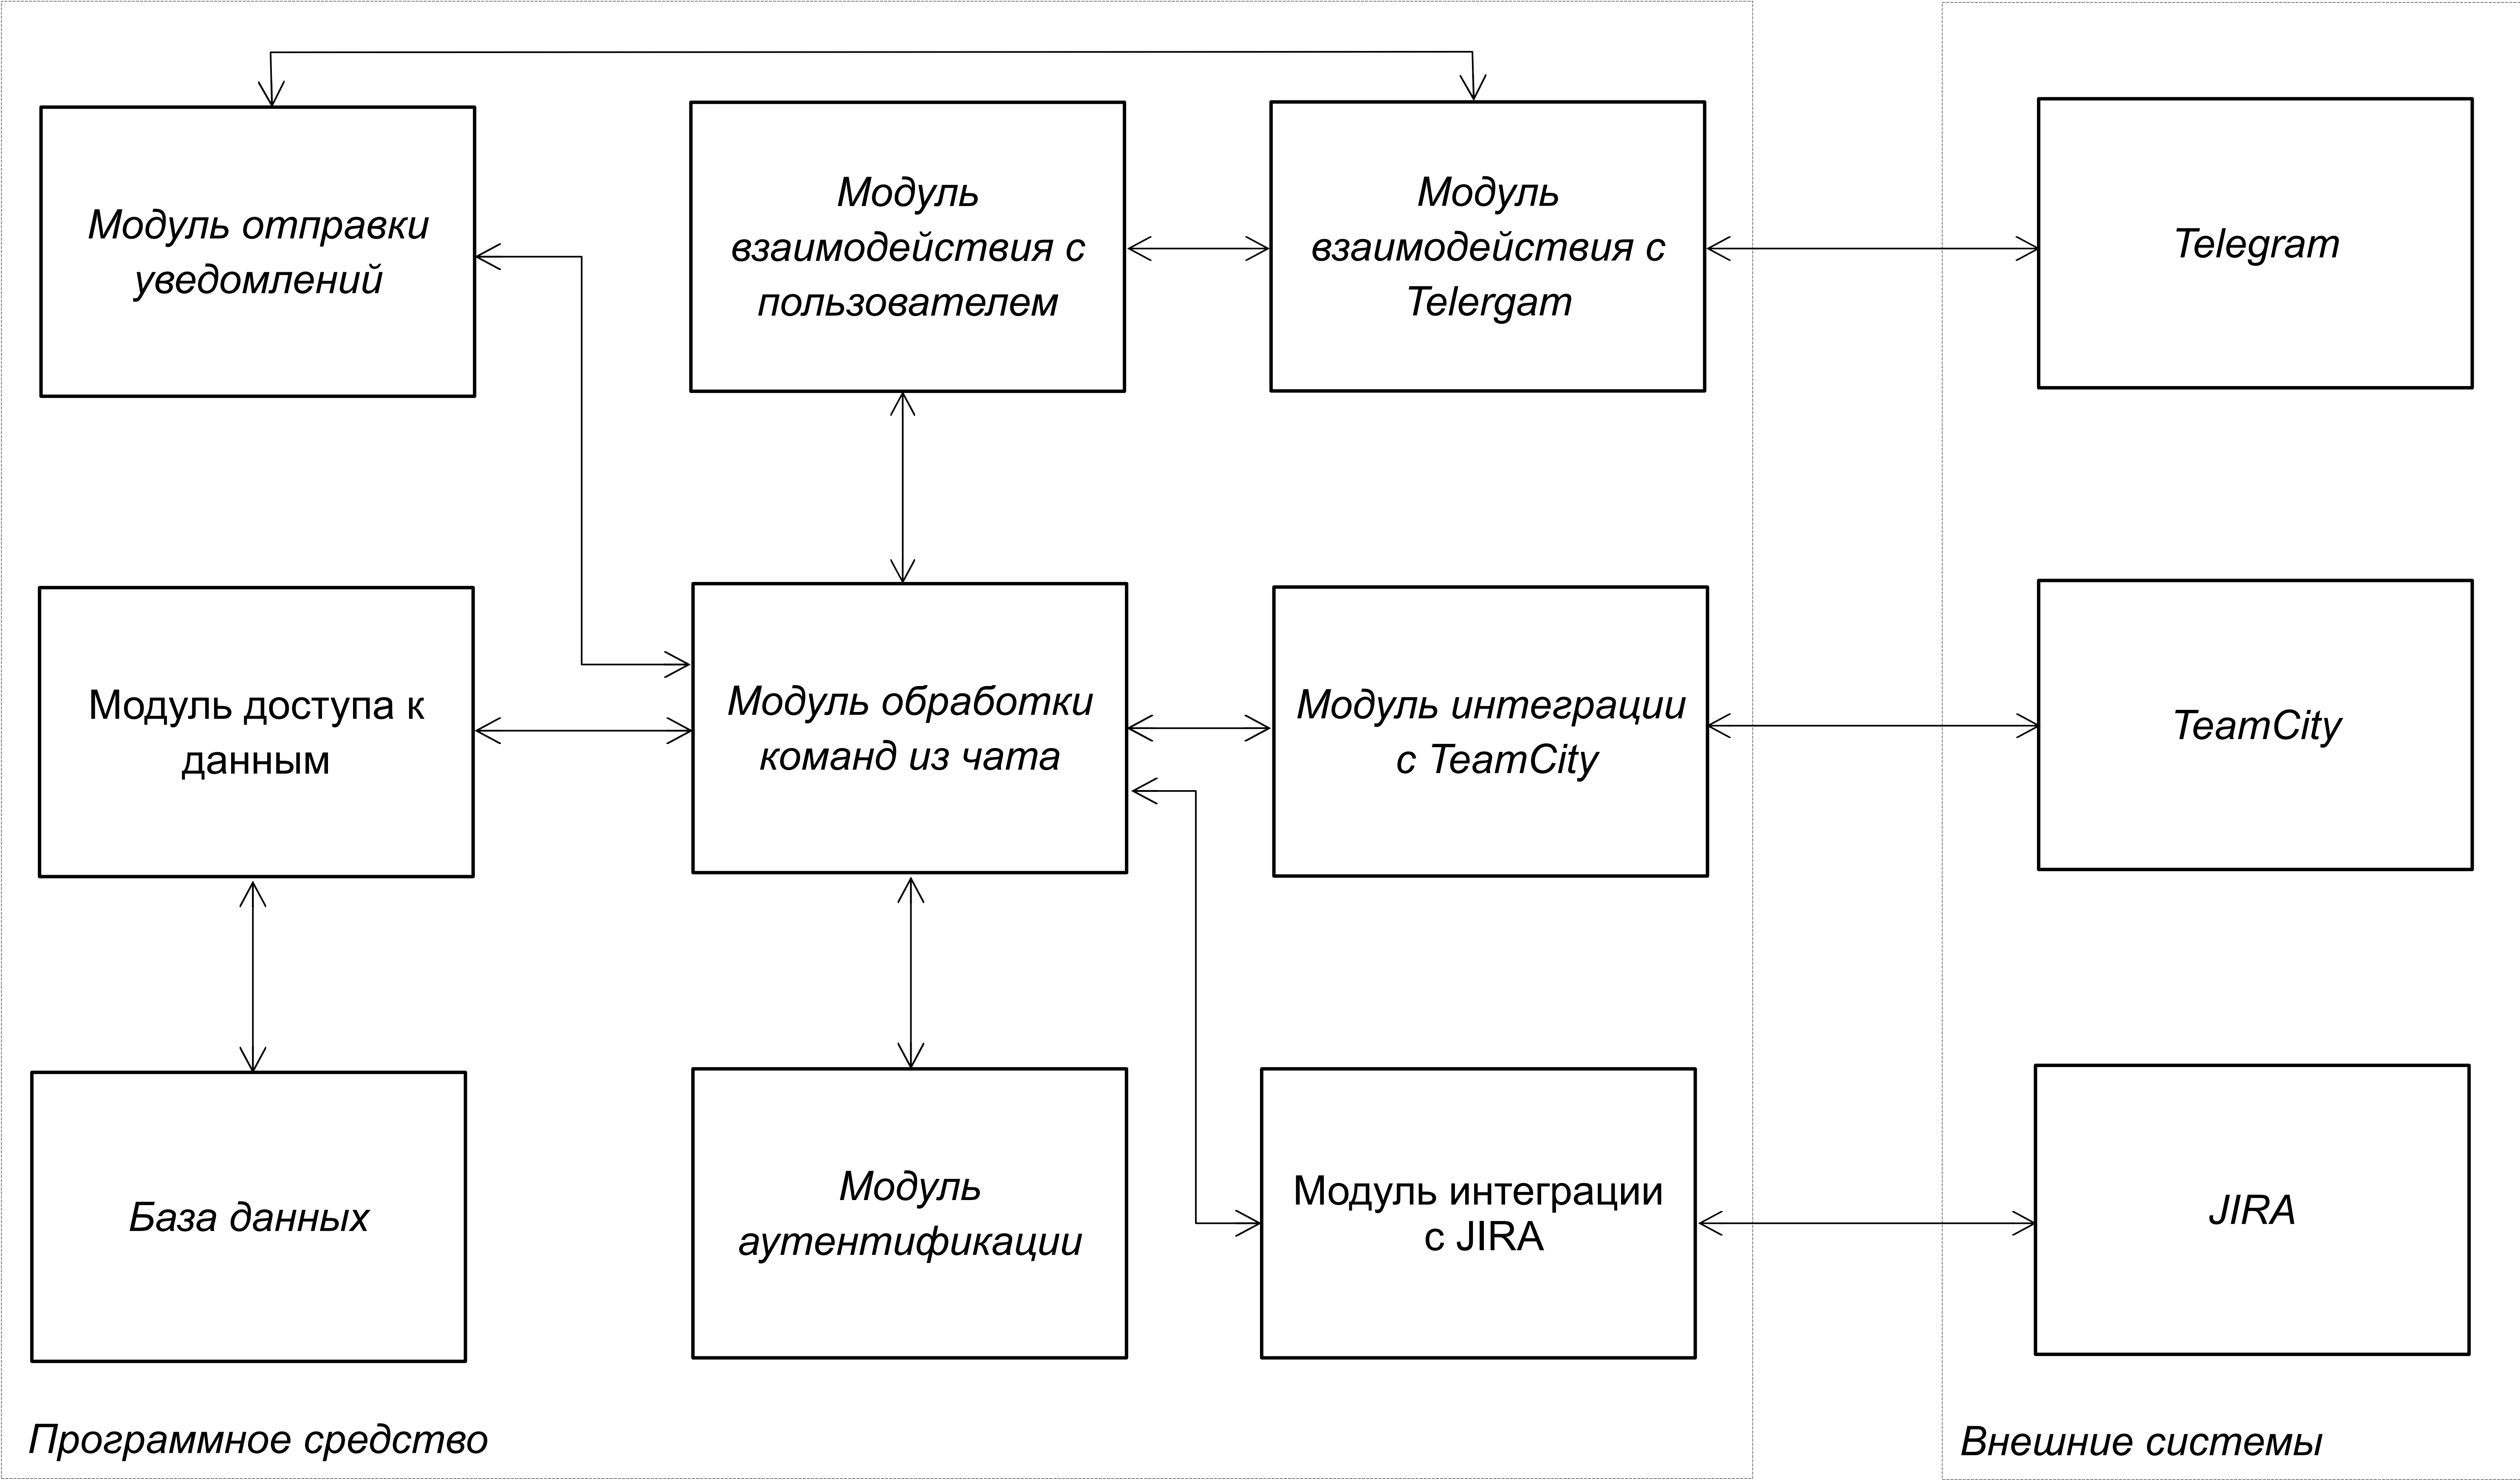 Модуль отправки
уведомлений
Модуль
взаимодействия с
пользователем
Модуль
взаимодействия с
Telergam
Telegram
Модуль доступа к
данным
Модуль обработки
команд из чата
Модуль интеграции
с TeamCity
TeamCity
База данных
Модуль
аутентификации
Модуль интеграции
с JIRA
JIRA
Программное средство
Внешние системы